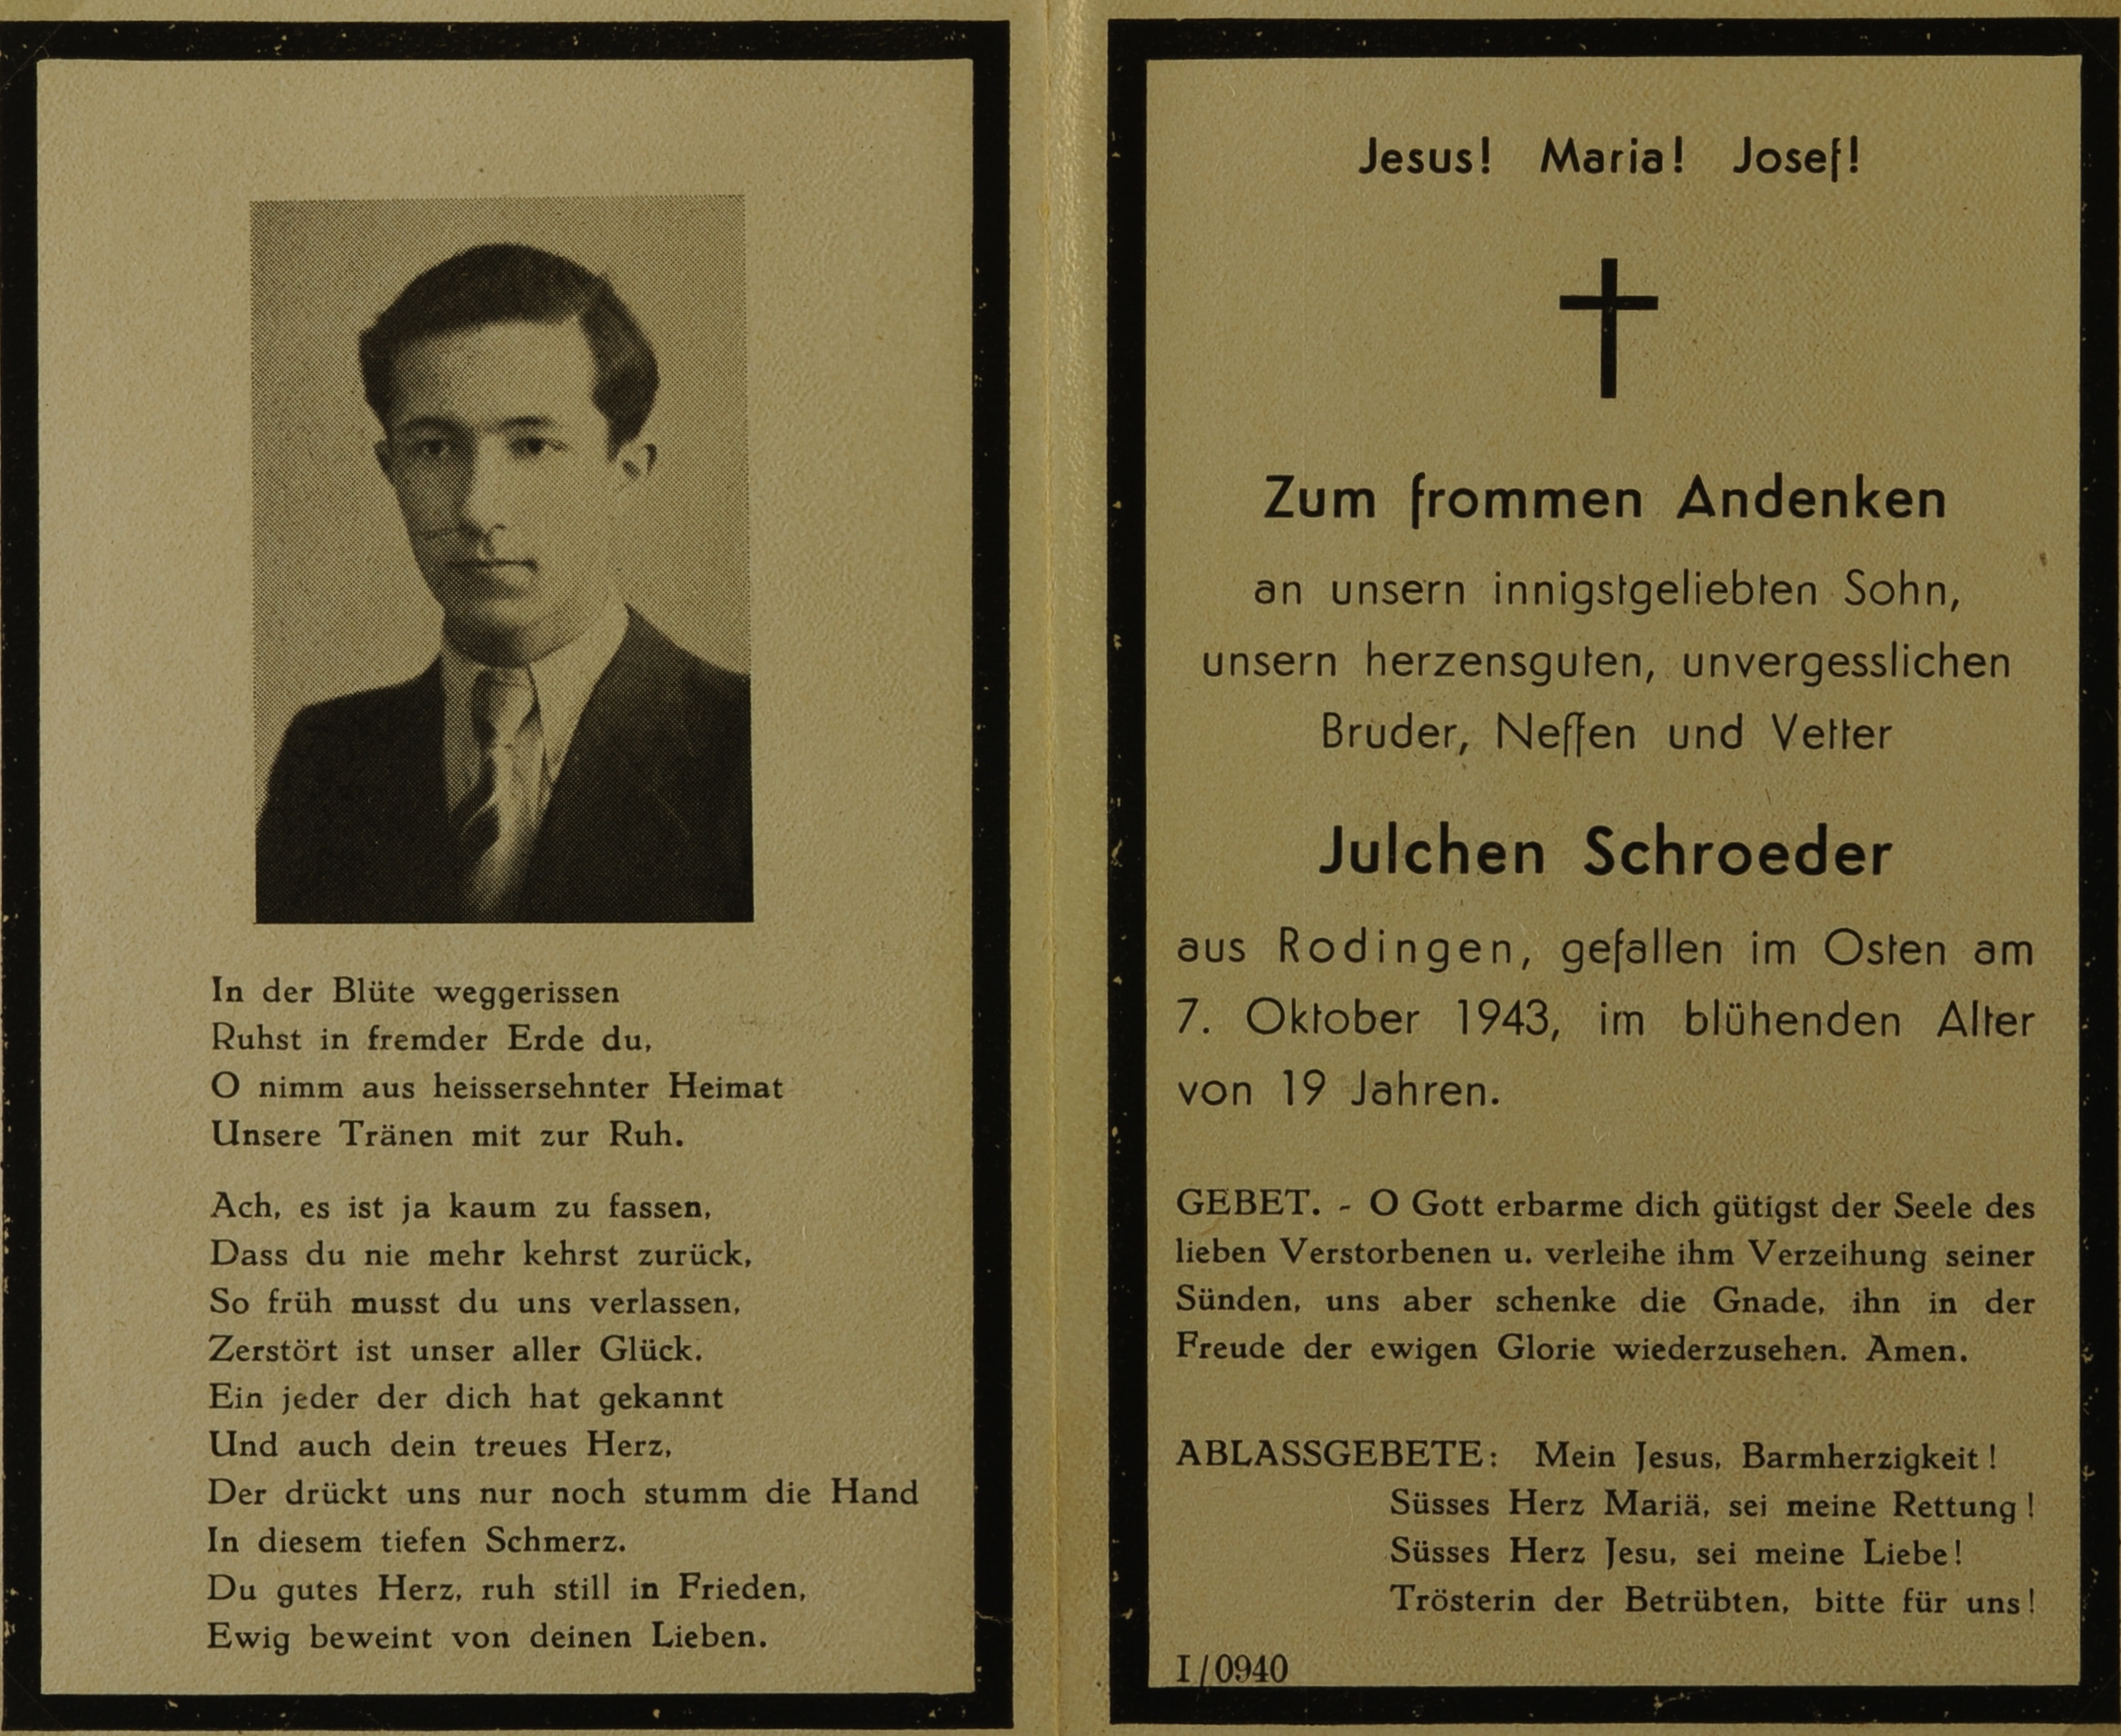 In der Blüte weggerissen
Ruhst in fremder Erde du,
O nimm aus heissersehnter Heimat
Unsere Tränen mit zur Ruh.
Ach, es ist ja kaum zu fassen,
Dass du nie mehr kehrst zurück,
So früh musst du uns verlassen,
Zerstört ist unser aller Glück.
Ein jeder der dich hat gekannt
Und auch dein treues Herz,
Der drückt uns nur noch stumm die Hand
In diesem tiefen Schmerz.
Du gutes Herz, ruh still in Frieden,
Ewig beweint von deinen Lieben.
Jesus! Maria! Josef!
Zum frommen Andenken
an unsern innigstgeliebten Sohn,
unsern herzensguten, unvergesslichen
Bruder, Neffen und Vetter
Julchen Schroeder
aus Rodingen, gefallen im Osten am
7. Oktober 1943, im blühenden Alter
von 19 Jahren.
GEBET. - O Gott erbarme dich gütigst der Seele des
lieben Verstorbenen u. verleihe ihm Verzeihung seiner
Sünden, uns aber schenke die Gnade, ihn in der
Freude der ewigen Glorie wiederzusehen. Amen.
ABLASSGEBETE: Mein Jesus, Barmherzigkeit!
Süsses Herz Mariä, sei meine Rettung!
Süsses Herz Jesu, sei meine Liebe!
Trösterin der Betrübten, bitte für uns!
I/0940